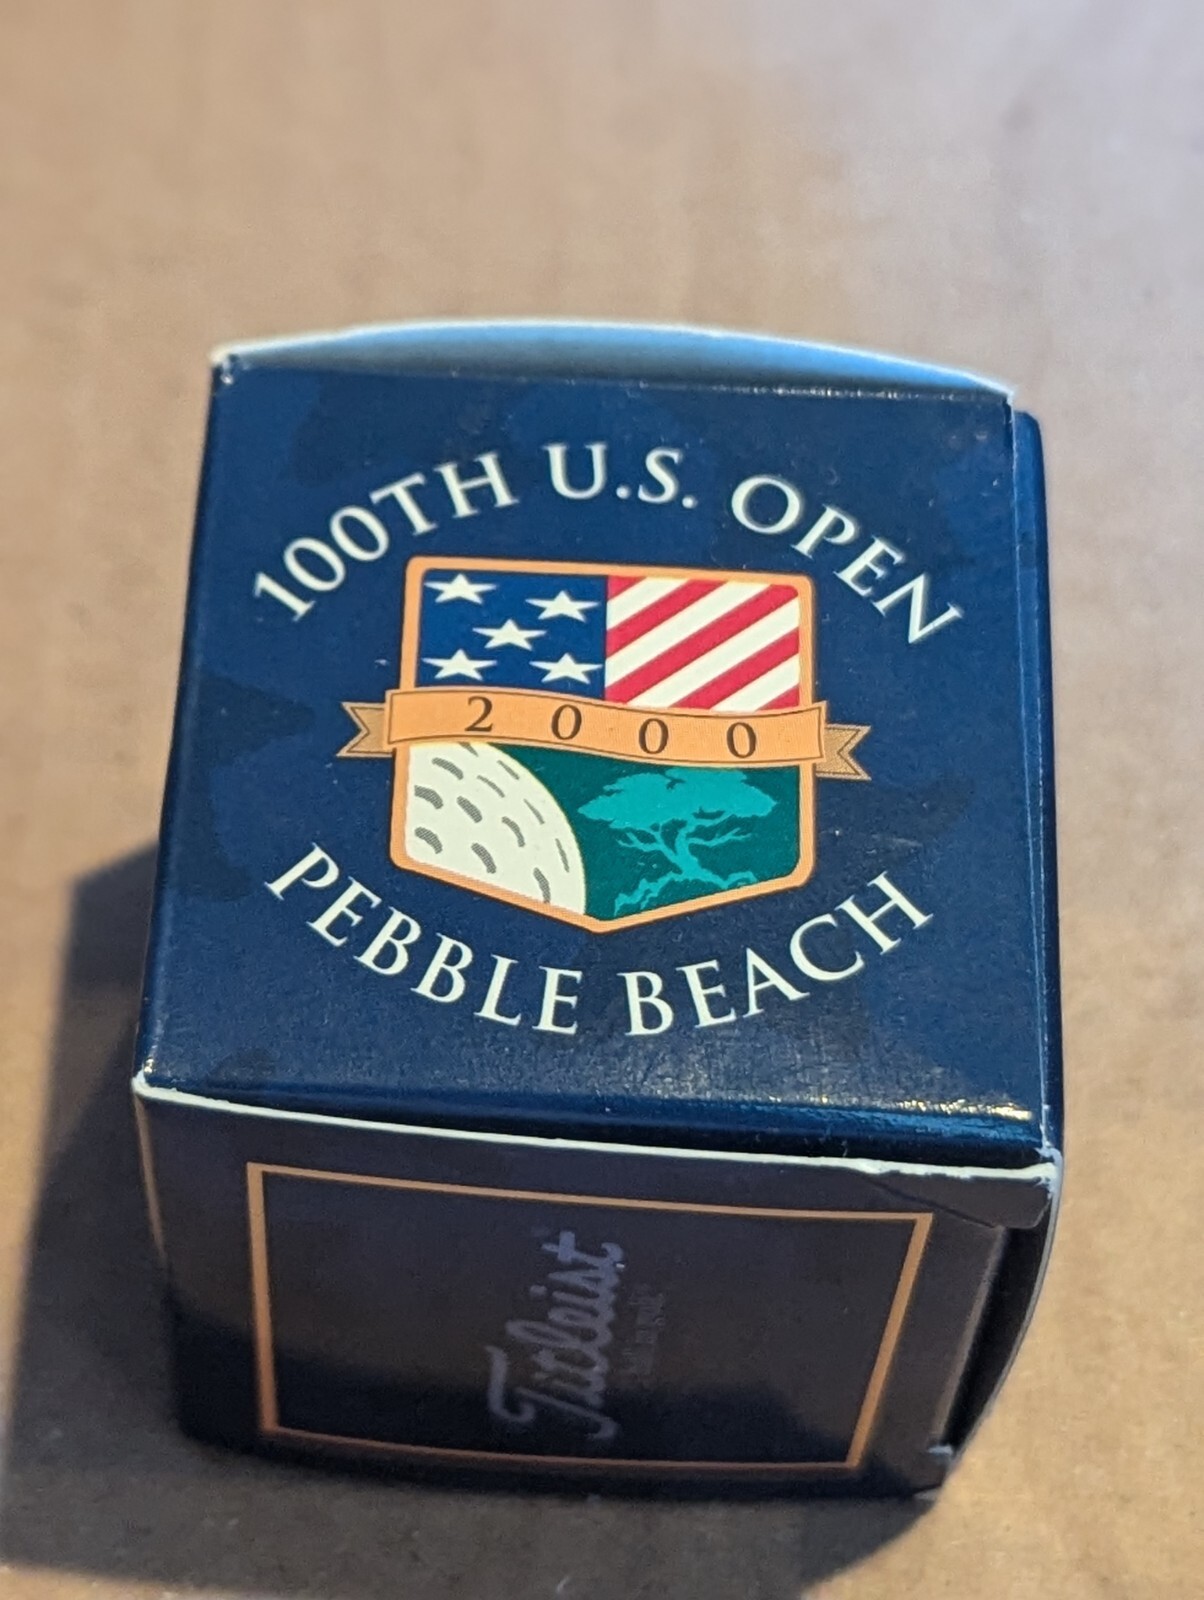 100TH U.S. OPEN
2000
PEBBLE BEACH
Titleist